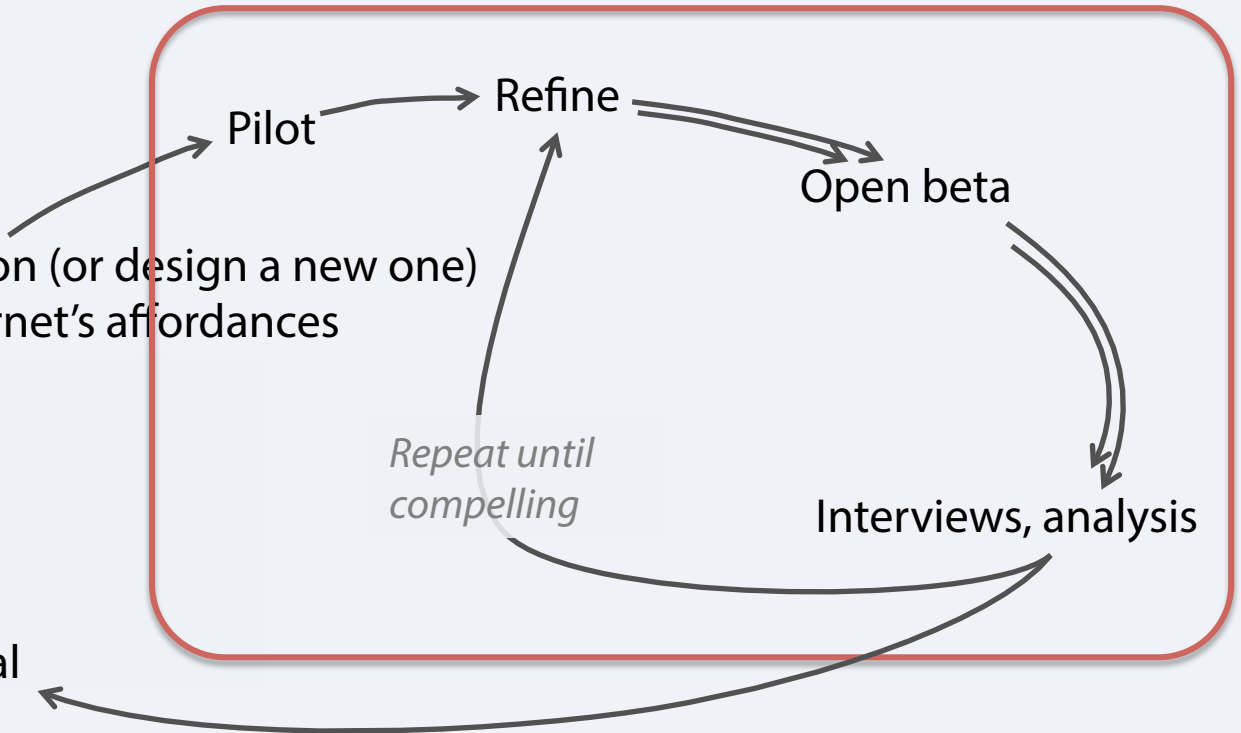 Refine
Pilot
Open beta
on (or design a new one)
rnet's affordances
Repeat until
compelling
Interviews, analysis
al